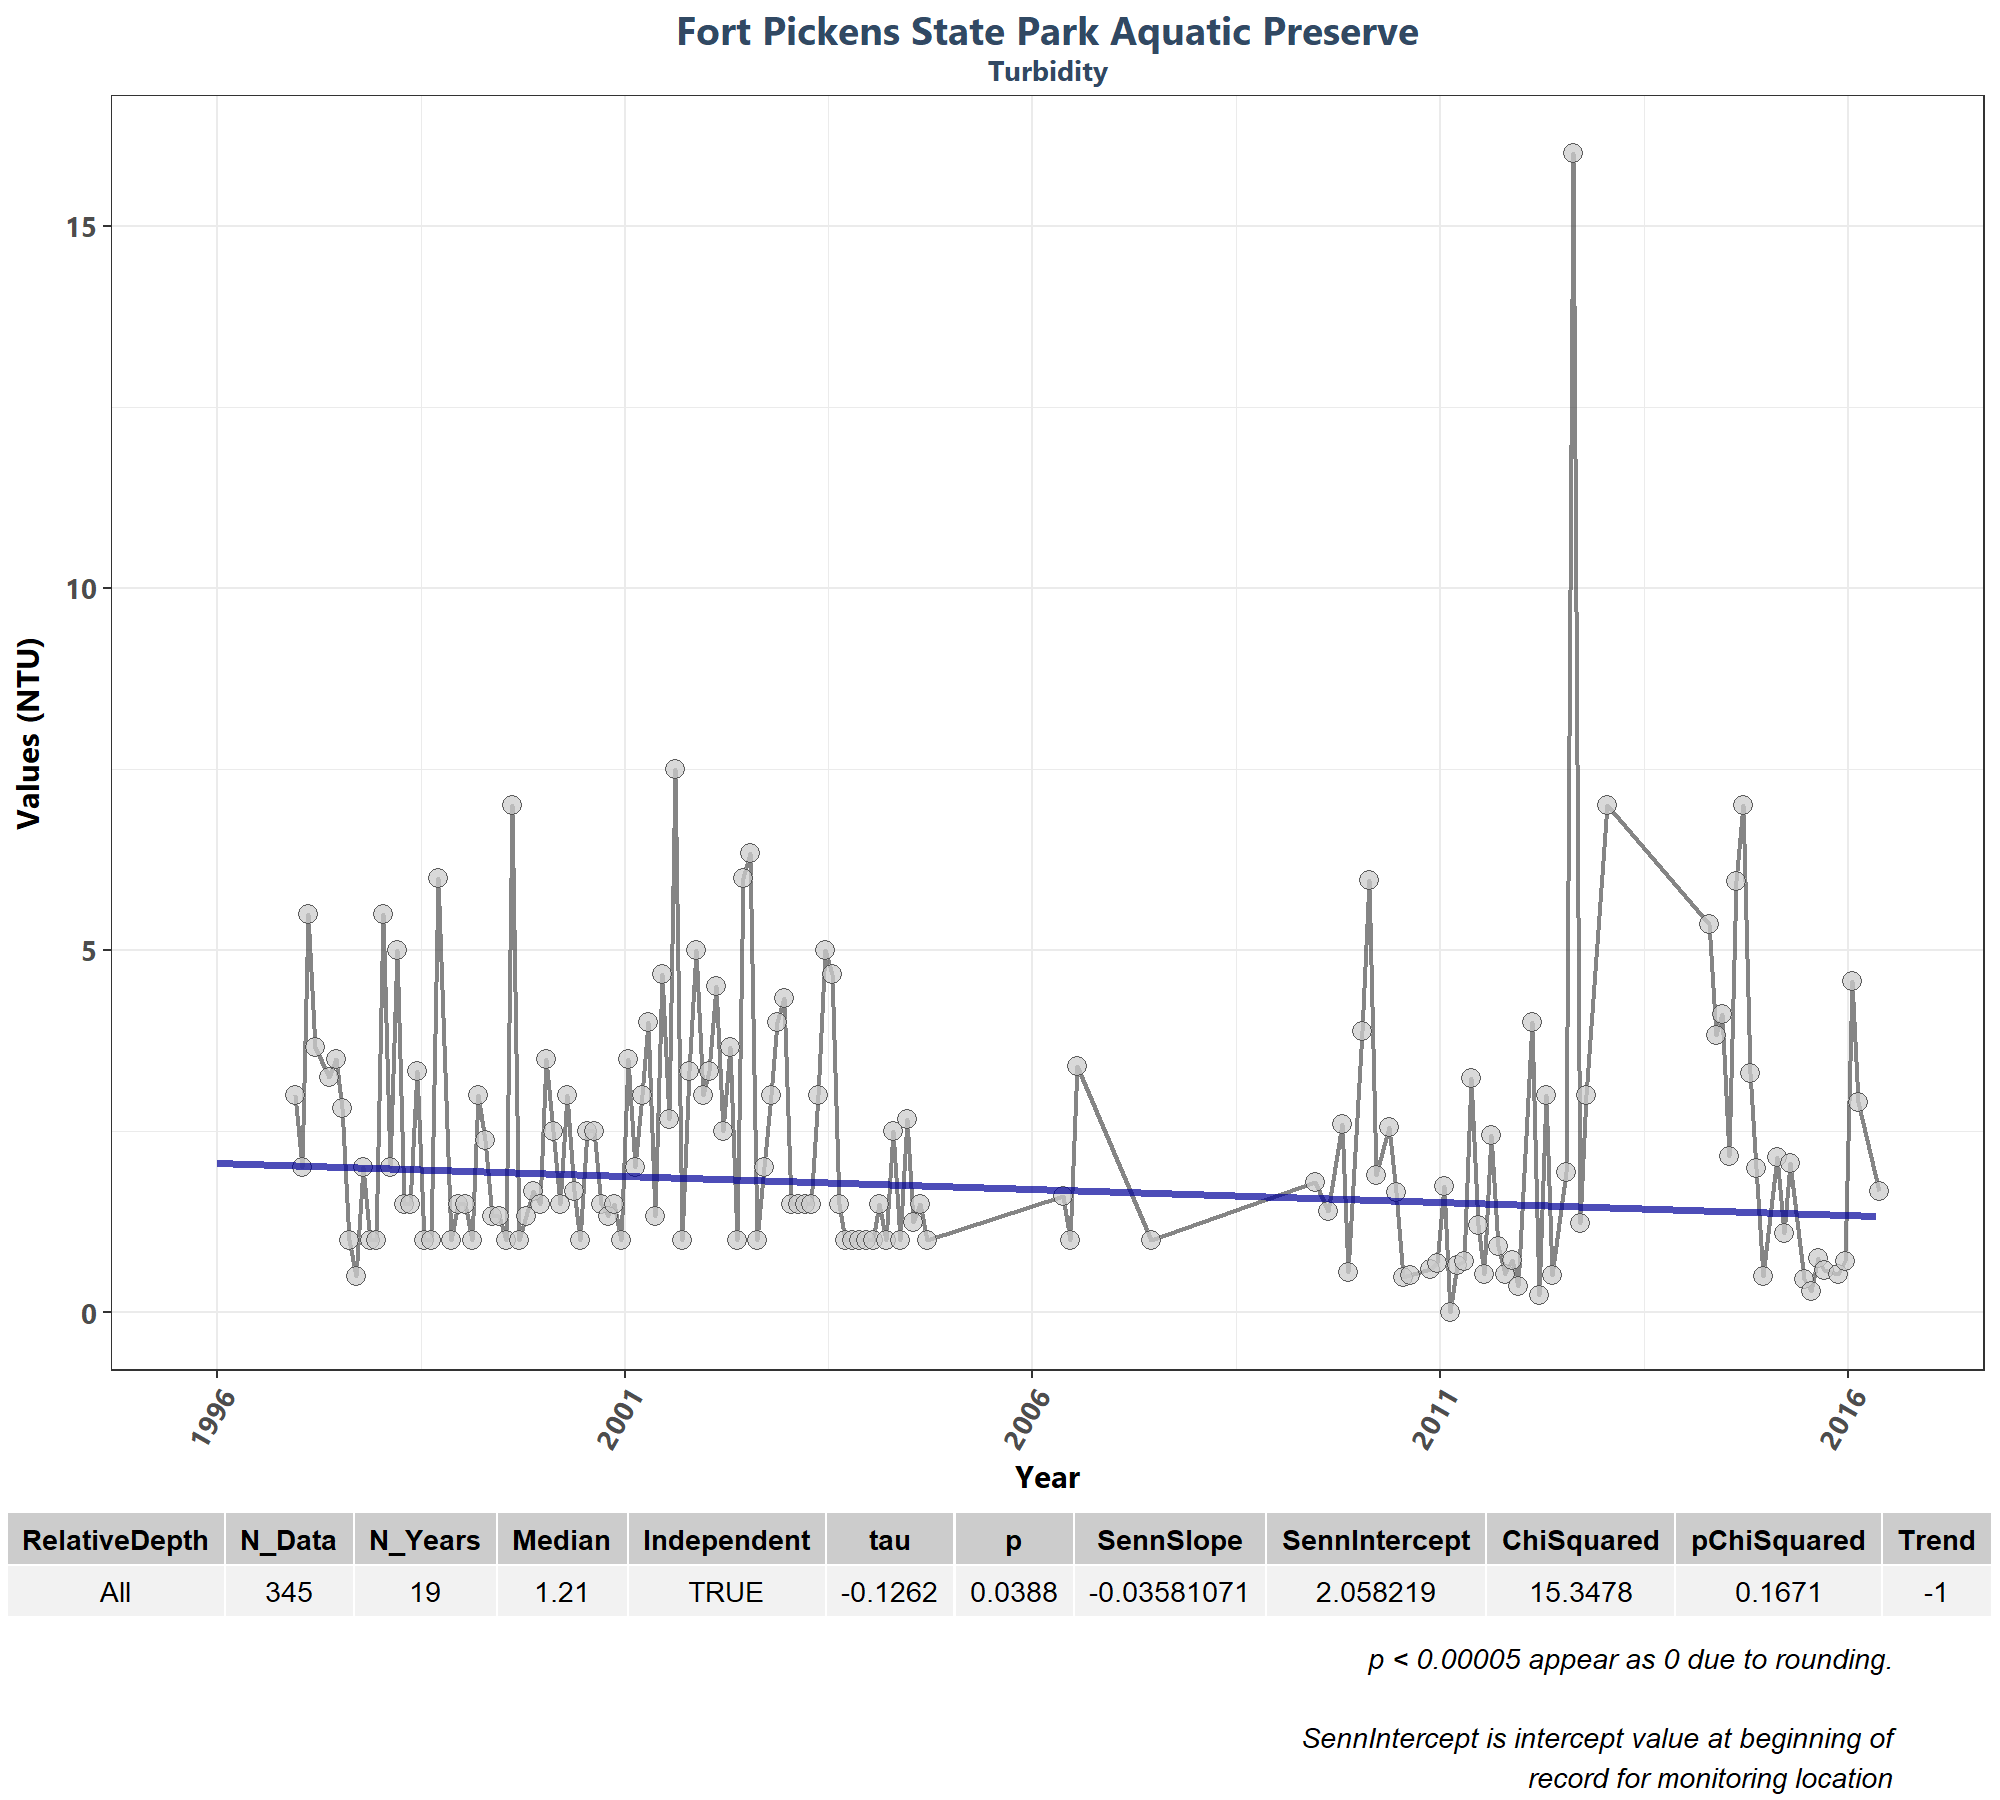 Fort Pickens State Park Aquatic Preserve
Turbidity
Values (NTU)
15
10
5
0
1996
2001
2006
2011
2016
Year
RelativeDepth N_Data N_Years Median Independent tau p SennSlope SennIntercept ChiSquared pChiSquared Trend
All 345 19 1.21 TRUE -0.1262 0.0388 -0.03581071 2.058219 15.3478 0.1671 -1
p < 0.00005 appear as 0 due to rounding.
SennIntercept is intercept value at beginning of
record for monitoring location